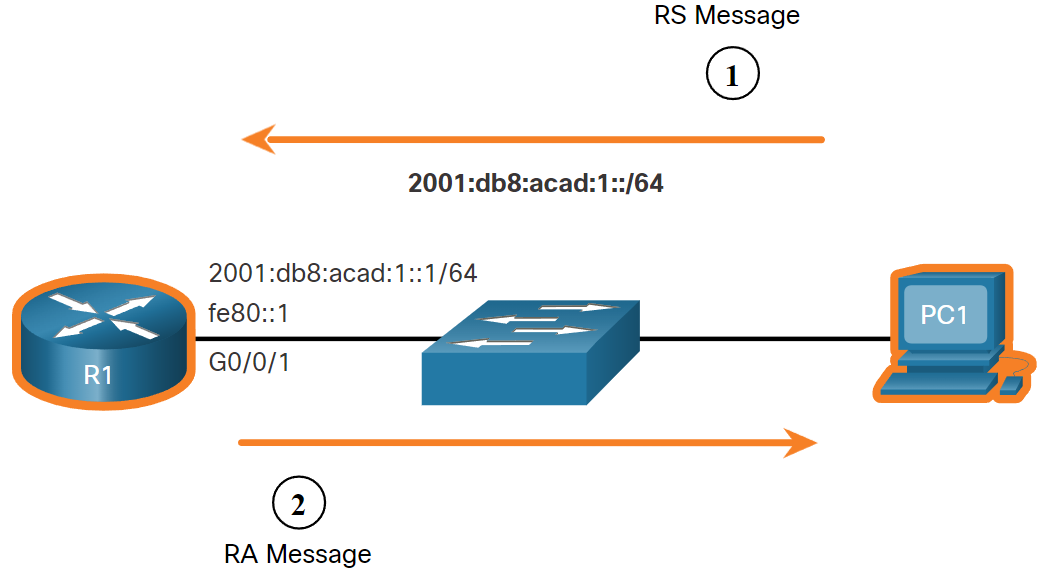 RS Message
1
2001:db8:acad:1::/64
2001:db8:acad:1::1/64
fe80::1
G0/0/1
R1
PC1
2
RA Message